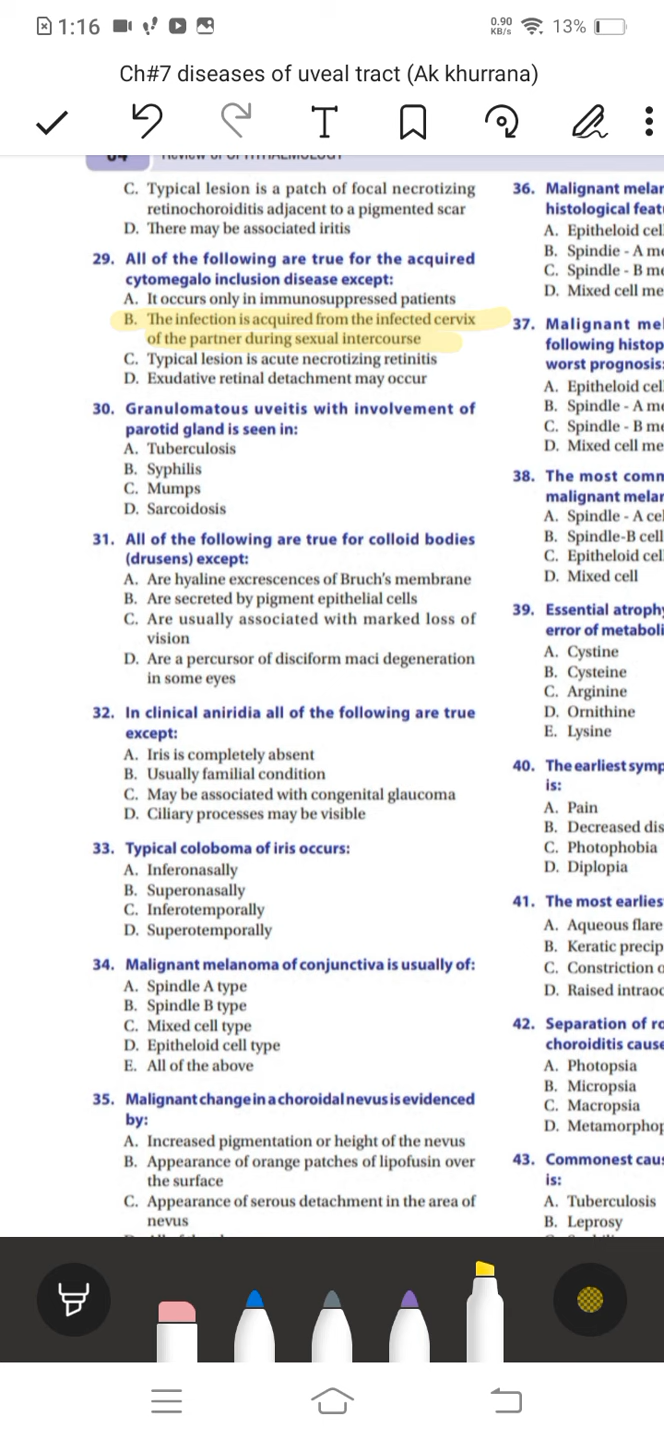 1:16
0.90
KB/s
13%
Ch#7 diseases of uveal tract (Ak khurrana)
T
C. Typical lesion is a patch of focal necrotizing
retinochoroiditis adjacent to a pigmented scar
D. There may be associated iritis
29. All of the following are true for the acquired
cytomegalo inclusion disease except:
A. It occurs only in immunosuppressed patients
B. The infection is acquired from the infected cervix
of the partner during sexual intercourse
C. Typical lesion is acute necrotizing retinitis
D. Exudative retinal detachment may occur
30. Granulomatous uveitis with involvement of
parotid gland is seen in:
A. Tuberculosis
B. Syphilis
C. Mumps
D. Sarcoidosis
31. All of the following are true for colloid bodies
(drusens) except:
A. Are hyaline excrescences of Bruch's membrane
B. Are secreted by pigment epithelial cells
C. Are usually associated with marked loss of
vision
D. Are a percursor of disciform maci degeneration
in some eyes
32. In clinical aniridia all of the following are true
except:
A. Iris is completely absent
B. Usually familial condition
C. May be associated with congenital glaucoma
D. Ciliary processes may be visible
33. Typical coloboma of iris occurs:
A. Inferonasally
B. Superonasally
C. Inferotemporally
D. Superotemporally
34. Malignant melanoma of conjunctiva is usually of:
A. Spindle A type
B. Spindle B type
C. Mixed cell type
D. Epitheloid cell type
E. All of the above
35. Malignant change in a choroidal nevus is evidenced
by:
A. Increased pigmentation or height of the nevus
B. Appearance of orange patches of lipofusin over
the surface
C. Appearance of serous detachment in the area of
nevus
36. Malignant melar
histological feat
A. Epitheloid cel
B. Spindie - A me
C. Spindle - B me
D. Mixed cell me
37. Malignant mel
following histop
worst prognosis:
A. Epitheloid cel
B. Spindle - A me
C. Spindle - B me
D. Mixed cell me
38. The most comn
malignant melar
A. Spindle - A cel
B. Spindle-B cell
C. Epitheloid cel
D. Mixed cell
39. Essential atrophy
error of metaboli
A. Cystine
B. Cysteine
C. Arginine
D. Ornithine
E. Lysine
40. The earliest symp
is:
A. Pain
B. Decreased dis
C. Photophobia
D. Diplopia
41. The most earlies
A. Aqueous flare
B. Keratic precip
C. Constriction o
D. Raised intraoc
42. Separation of ro
choroiditis cause
A. Photopsia
B. Micropsia
C. Macropsia
D. Metamorphop
43. Commonest cau
is:
A. Tuberculosis
B. Leprosy